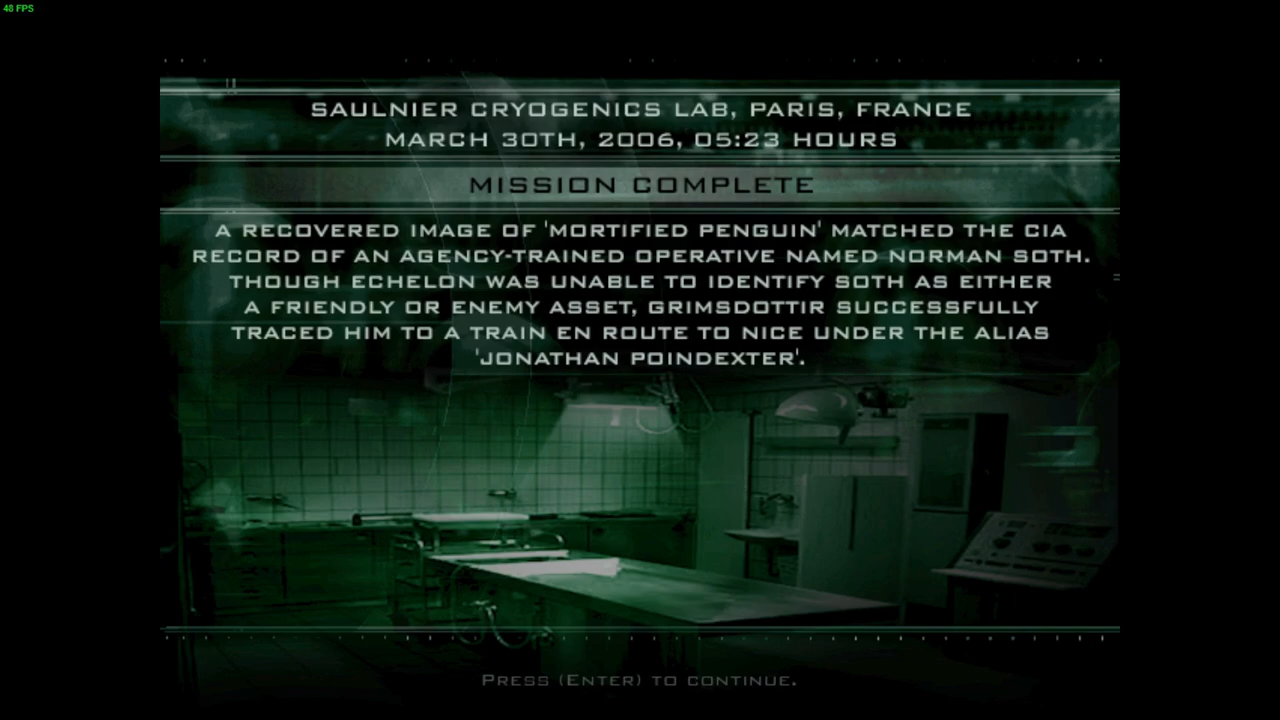 48 FPS
SAULNIER CRYOGENICS LAB, PARIS, FRANCE
MARCH 30TH, 2006, 05:23 HOURS
MISSION COMPLETE
A RECOVERED IMAGE OF 'MORTIFIED PENGUIN' MATCHED THE CIA
RECORD OF AN AGENCY-TRAINED OPERATIVE NAMED NORMAN SOTH.
THOUGH ECHELON WAS UNABLE TO IDENTIFY SOTH AS EITHER
A FRIENDLY OR ENEMY ASSET, GRIMSDOTTIR SUCCESSFULLY
TRACED HIM TO A TRAIN EN ROUTE TO NICE UNDER THE ALIAS
'JONATHAN POINDEXTER'.
PRESS (ENTER) TO CONTINUE.